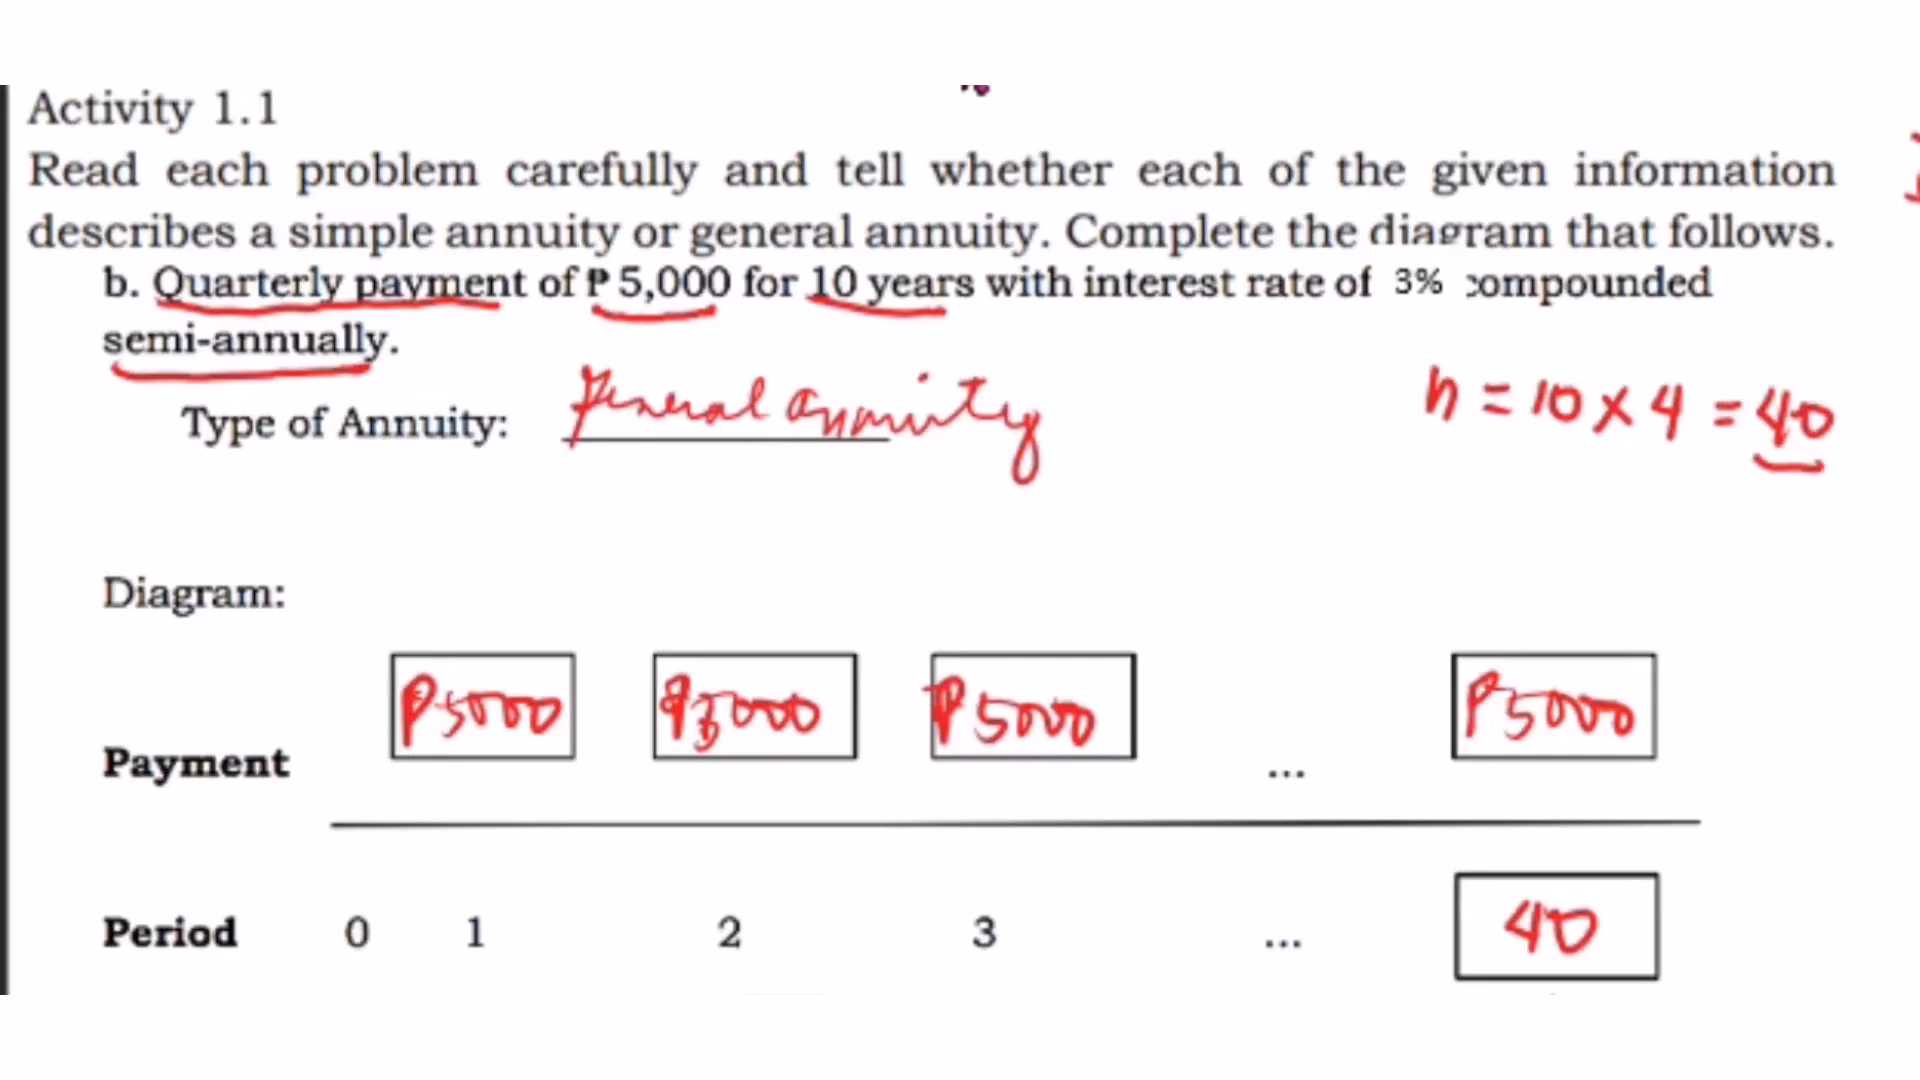 Activity 1.1
Read each problem carefully and tell whether each of the given information
describes a simple annuity or general annuity. Complete the diagram that follows.
b. Quarterly payment of ₱ 5,000 for 10 years with interest rate of 3% compounded
semi-annually.
Type of Annuity: General annuity
n = 10 x 4 = 40
Diagram:
₱5000 ₱5000 ₱5000 ₱5000
Payment ...
Period 0 1 2 3 ... 40